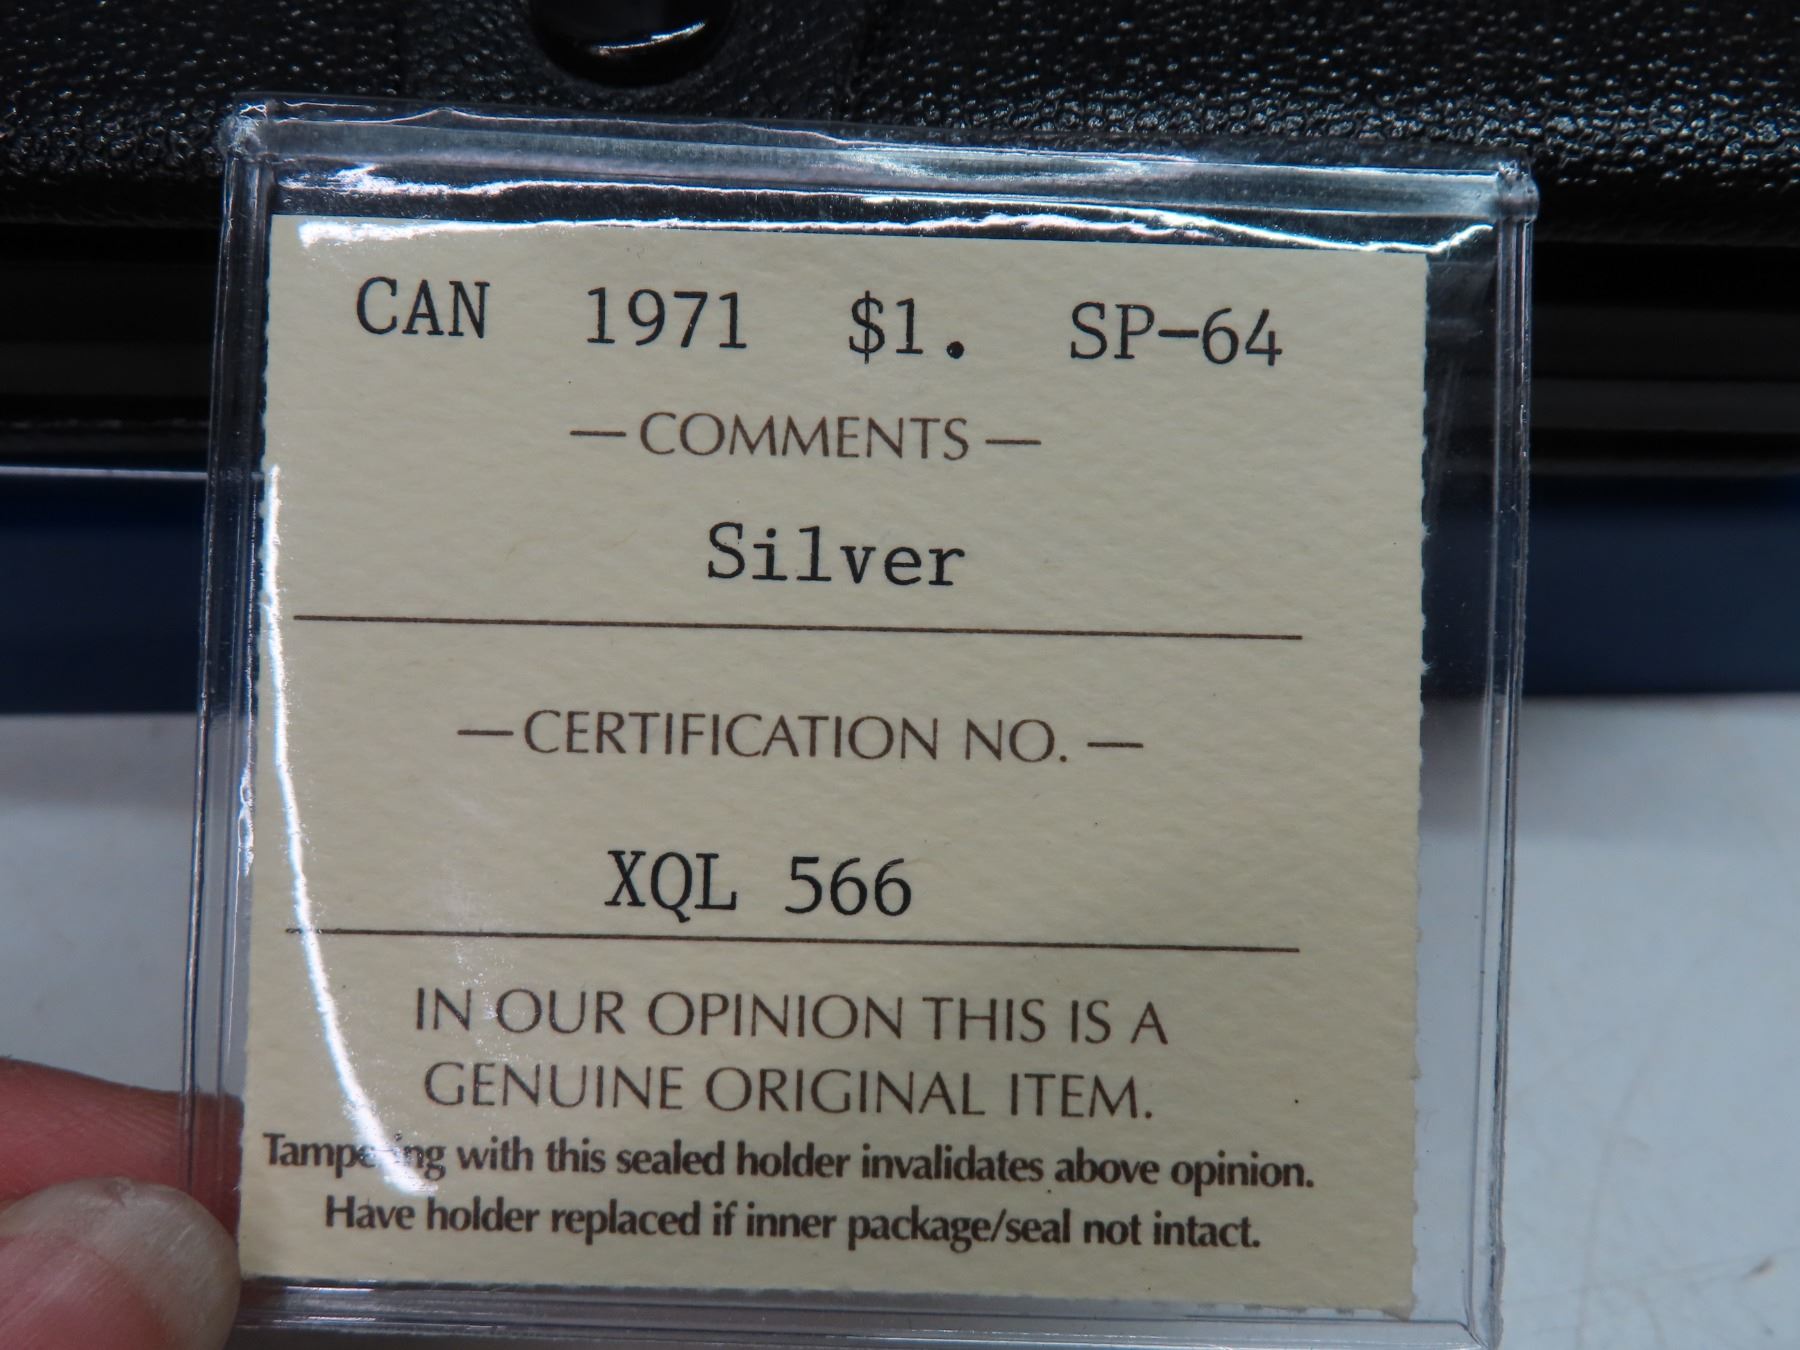 CAN 1971 $1. SP-64
—COMMENTS—
Silver
—CERTIFICATION NO.—
XQL 566
IN OUR OPINION THIS IS A
GENUINE ORIGINAL ITEM.
Tampering with this sealed holder invalidates above opinion.
Have holder replaced if inner package/seal not intact.